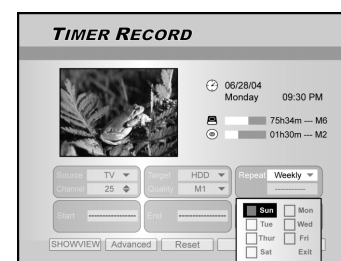 TIMER RECORD
06/28/04
Monday 09:30 PM
75h34m --- M6
01h30m --- M2
Source TV Target HDD Repeat Weekly
Channel 25 Quality M1 -----------
Start ---------------- End ----------------
Sun Mon
Tue Wed
Thur Fri
Sat Exit
SHOWVIEW Advanced Reset